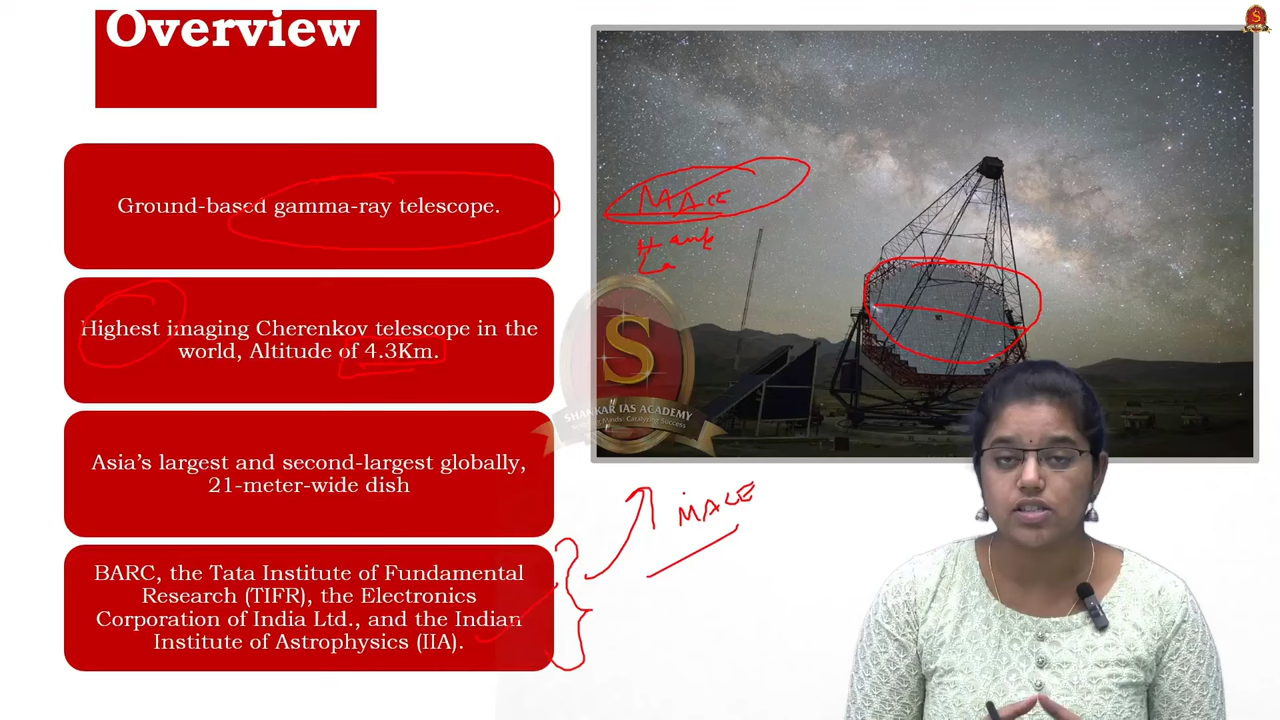 Overview
Ground-based gamma-ray telescope.
Highest imaging Cherenkov telescope in the
world, Altitude of 4.3Km.
Asia's largest and second-largest globally,
21-meter-wide dish
BARC, the Tata Institute of Fundamental
Research (TIFR), the Electronics
Corporation of India Ltd., and the Indian
Institute of Astrophysics (IIA).
MACE
S
SHANKAR IAS ACADEMY
MACE
S